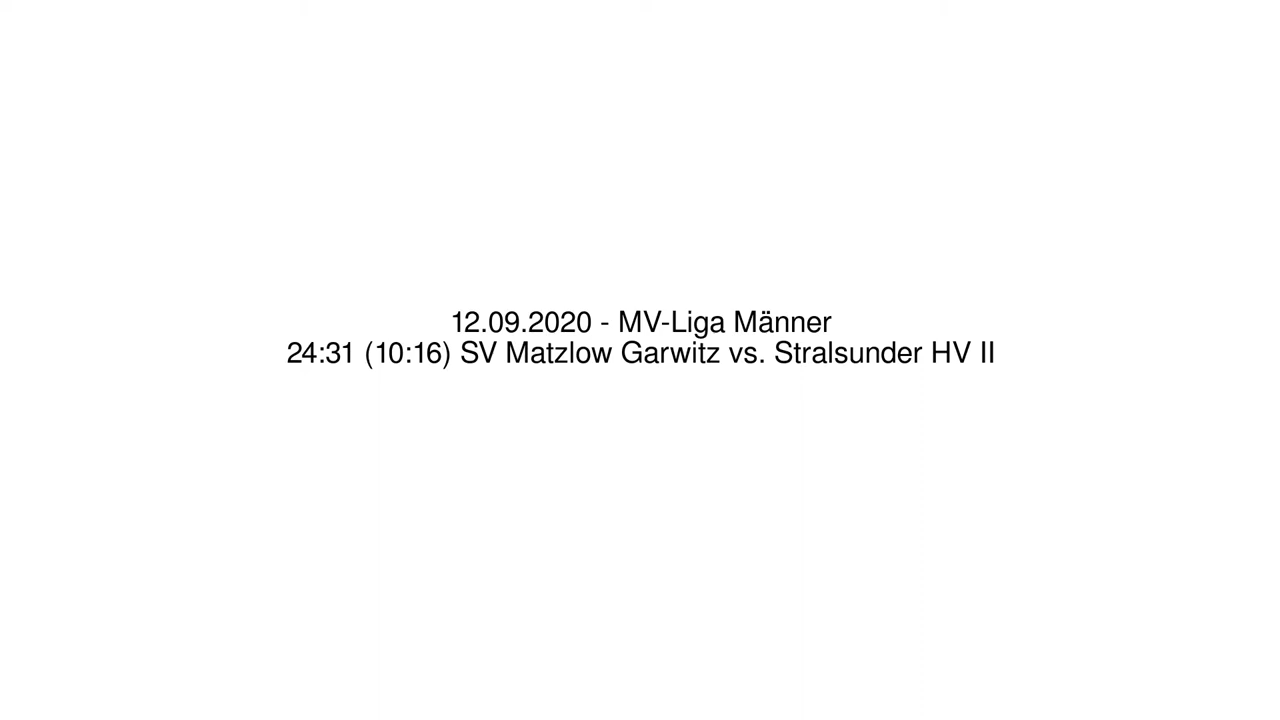 12.09.2020 - MV-Liga Männer
24:31 (10:16) SV Matzlow Garwitz vs. Stralsunder HV II